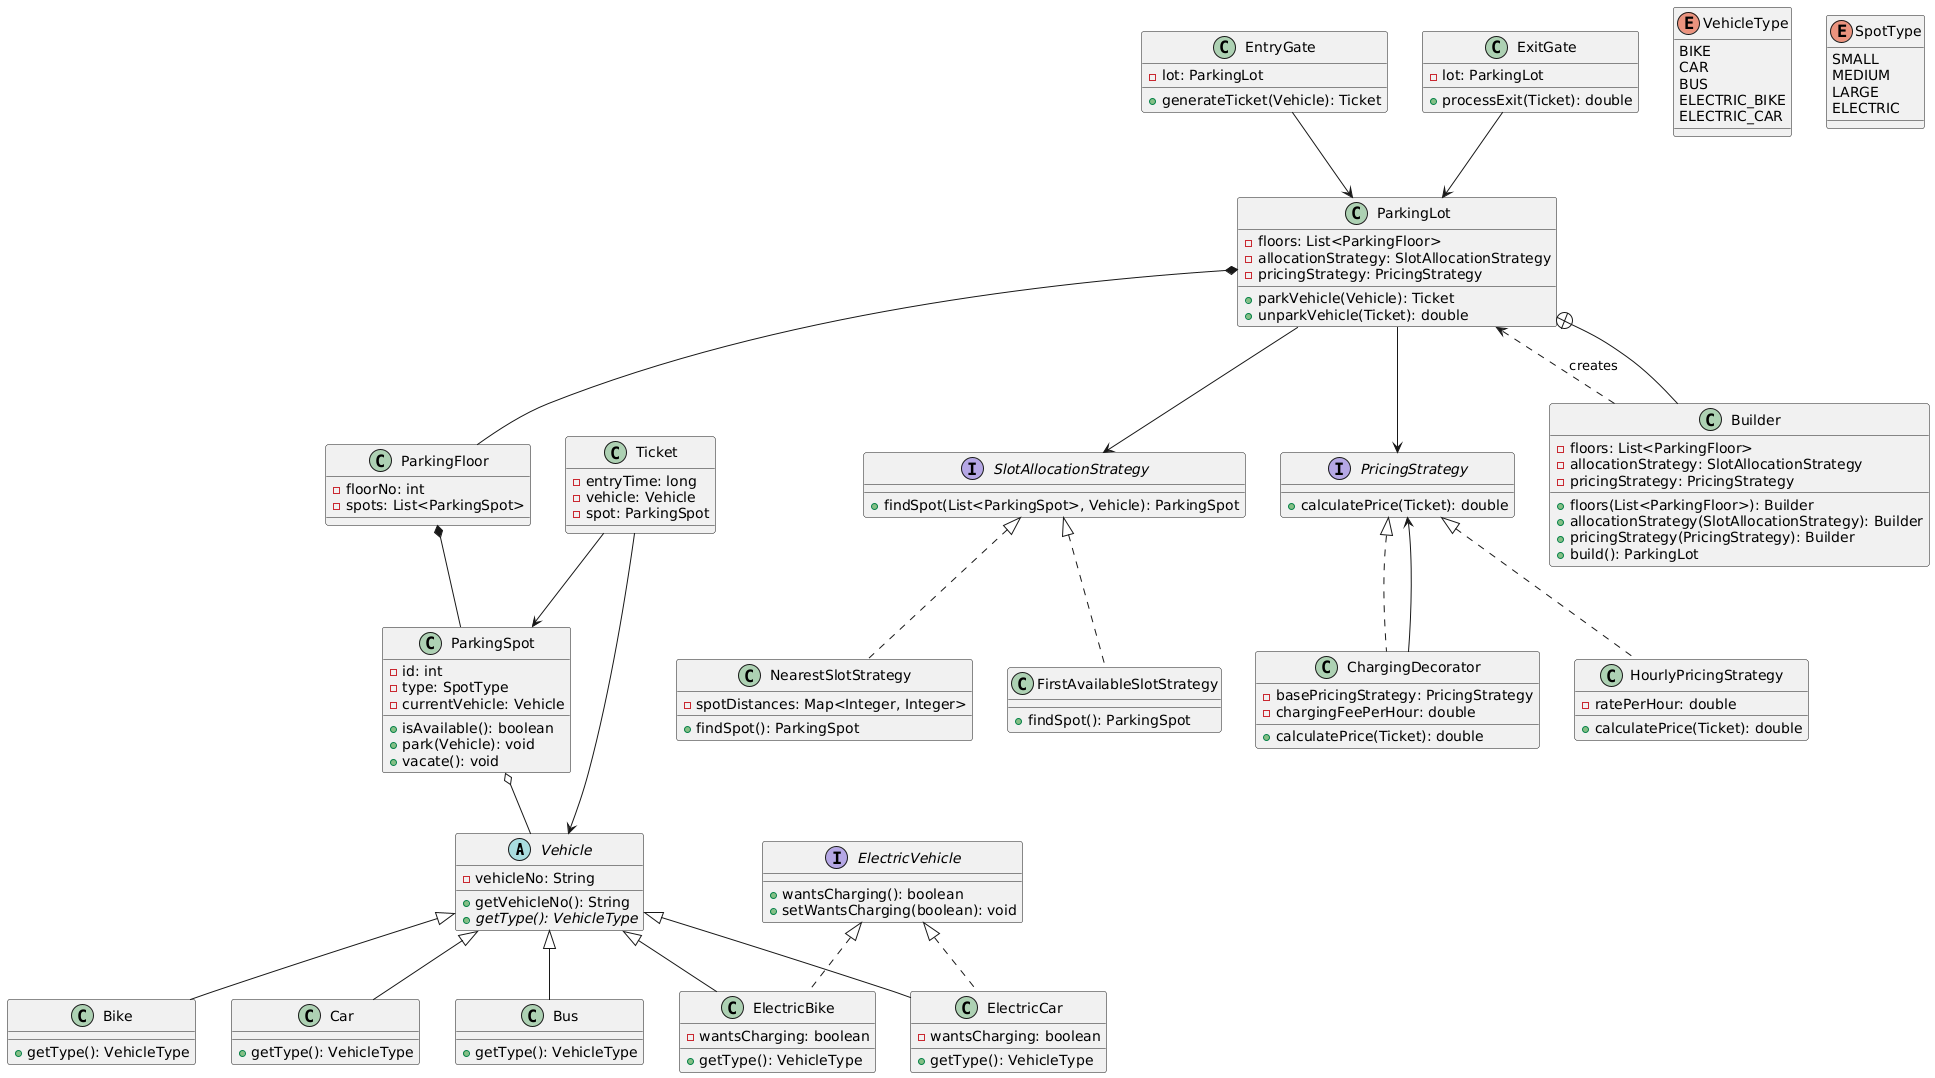 C EntryGate
lot: ParkingLot
generateTicket(Vehicle): Ticket
C ExitGate
lot: ParkingLot
processExit(Ticket): double
E VehicleType
BIKE
CAR
BUS
ELECTRIC_BIKE
ELECTRIC_CAR
E SpotType
SMALL
MEDIUM
LARGE
ELECTRIC
C ParkingLot
floors: List<ParkingFloor>
allocationStrategy: SlotAllocationStrategy
pricingStrategy: PricingStrategy
parkVehicle(Vehicle): Ticket
unparkVehicle(Ticket): double
creates
C ParkingFloor
floorNo: int
spots: List<ParkingSpot>
C Ticket
entryTime: long
vehicle: Vehicle
spot: ParkingSpot
I SlotAllocationStrategy
findSpot(List<ParkingSpot>, Vehicle): ParkingSpot
I PricingStrategy
calculatePrice(Ticket): double
C Builder
floors: List<ParkingFloor>
allocationStrategy: SlotAllocationStrategy
pricingStrategy: PricingStrategy
floors(List<ParkingFloor>): Builder
allocationStrategy(SlotAllocationStrategy): Builder
pricingStrategy(PricingStrategy): Builder
build(): ParkingLot
C ParkingSpot
id: int
type: SpotType
currentVehicle: Vehicle
isAvailable(): boolean
park(Vehicle): void
vacate(): void
C NearestSlotStrategy
spotDistances: Map<Integer, Integer>
findSpot(): ParkingSpot
C FirstAvailableSlotStrategy
findSpot(): ParkingSpot
C ChargingDecorator
basePricingStrategy: PricingStrategy
chargingFeePerHour: double
calculatePrice(Ticket): double
C HourlyPricingStrategy
ratePerHour: double
calculatePrice(Ticket): double
A Vehicle
vehicleNo: String
getVehicleNo(): String
getType(): VehicleType
I ElectricVehicle
wantsCharging(): boolean
setWantsCharging(boolean): void
C Bike
getType(): VehicleType
C Car
getType(): VehicleType
C Bus
getType(): VehicleType
C ElectricBike
wantsCharging: boolean
getType(): VehicleType
C ElectricCar
wantsCharging: boolean
getType(): VehicleType